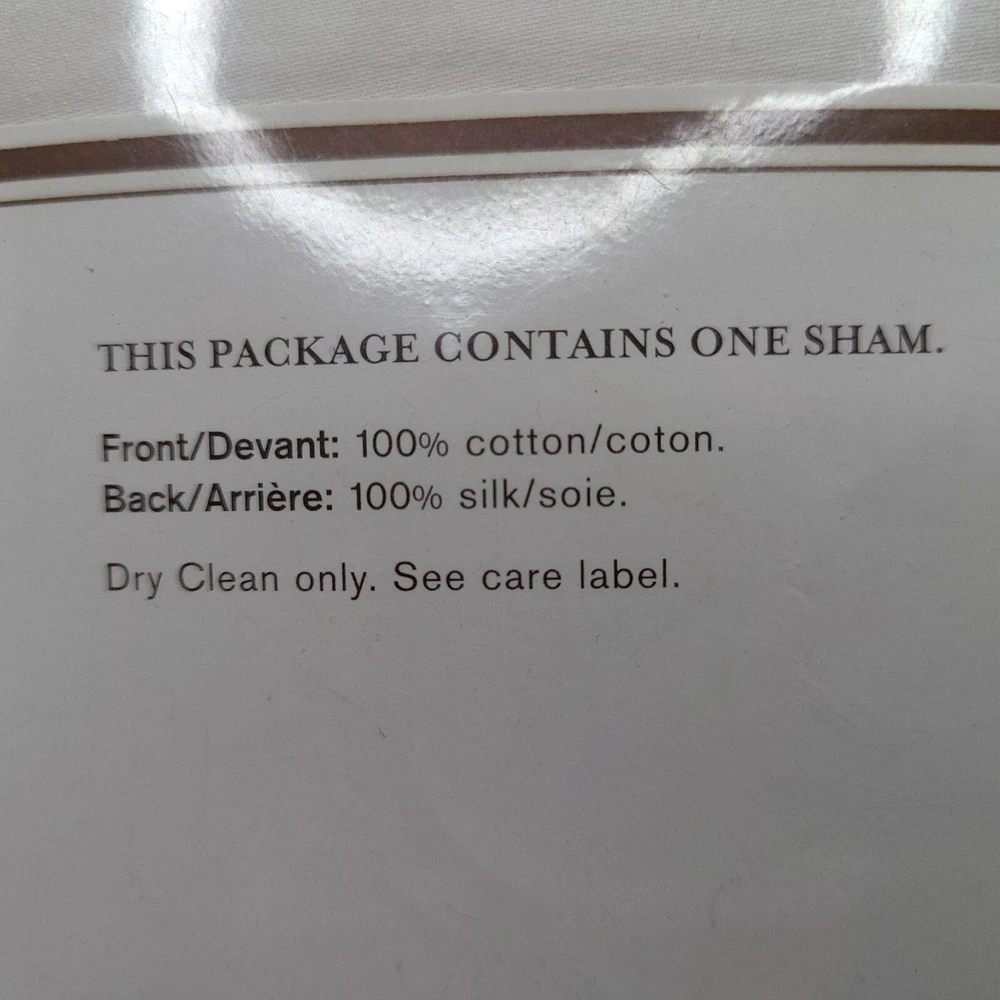 THIS PACKAGE CONTAINS ONE SHAM.
Front/Devant: 100% cotton/coton.
Back/Arrière: 100% silk/soie.
Dry Clean only. See care label.